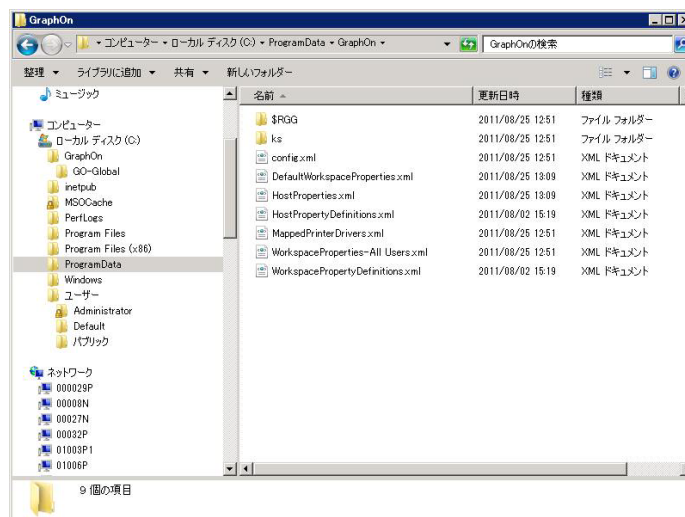 GraphOn
コンピューター ローカル ディスク (C:) ProgramData GraphOn
GraphOnの検索
整理 ライブラリに追加 共有 新しいフォルダー
ミュージック
コンピューター
ローカル ディスク (C:)
GraphOn
GO-Global
inetpub
MSOCache
PerfLogs
Program Files
Program Files (x86)
ProgramData
Windows
ユーザー
Administrator
Default
パブリック
ネットワーク
000029P
00008N
00027N
00032P
01003P1
01006P
名前 更新日時 種類
$RGG 2011/08/25 12:51 ファイル フォルダー
ks 2011/08/25 12:51 ファイル フォルダー
config.xml 2011/08/25 12:51 XML ドキュメント
DefaultWorkspaceProperties.xml 2011/08/25 13:09 XML ドキュメント
HostProperties.xml 2011/08/25 13:09 XML ドキュメント
HostPropertyDefinitions.xml 2011/08/02 15:19 XML ドキュメント
MappedPrinterDrivers.xml 2011/08/25 12:51 XML ドキュメント
WorkspaceProperties-All Users.xml 2011/08/25 12:51 XML ドキュメント
WorkspacePropertyDefinitions.xml 2011/08/02 15:19 XML ドキュメント
9 個の項目